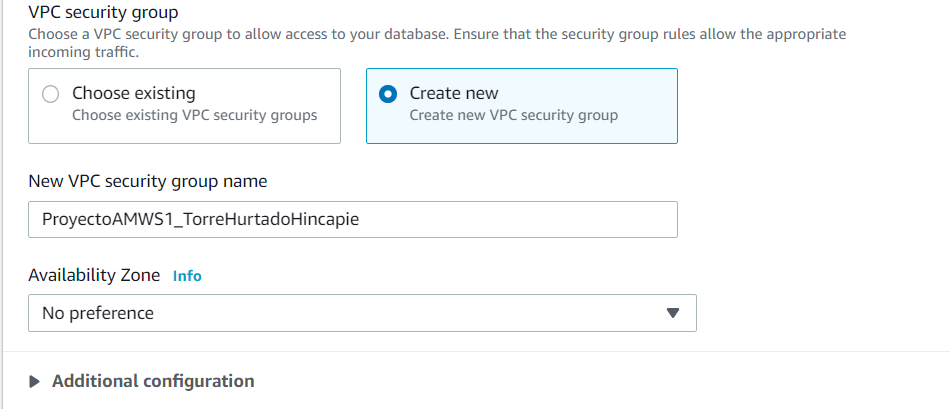 VPC security group
Choose a VPC security group to allow access to your database. Ensure that the security group rules allow the appropriate
incoming traffic.
Choose existing
Choose existing VPC security groups
Create new
Create new VPC security group
New VPC security group name
ProyectoAMWS1_TorreHurtadoHincapie
Availability Zone Info
No preference
Additional configuration